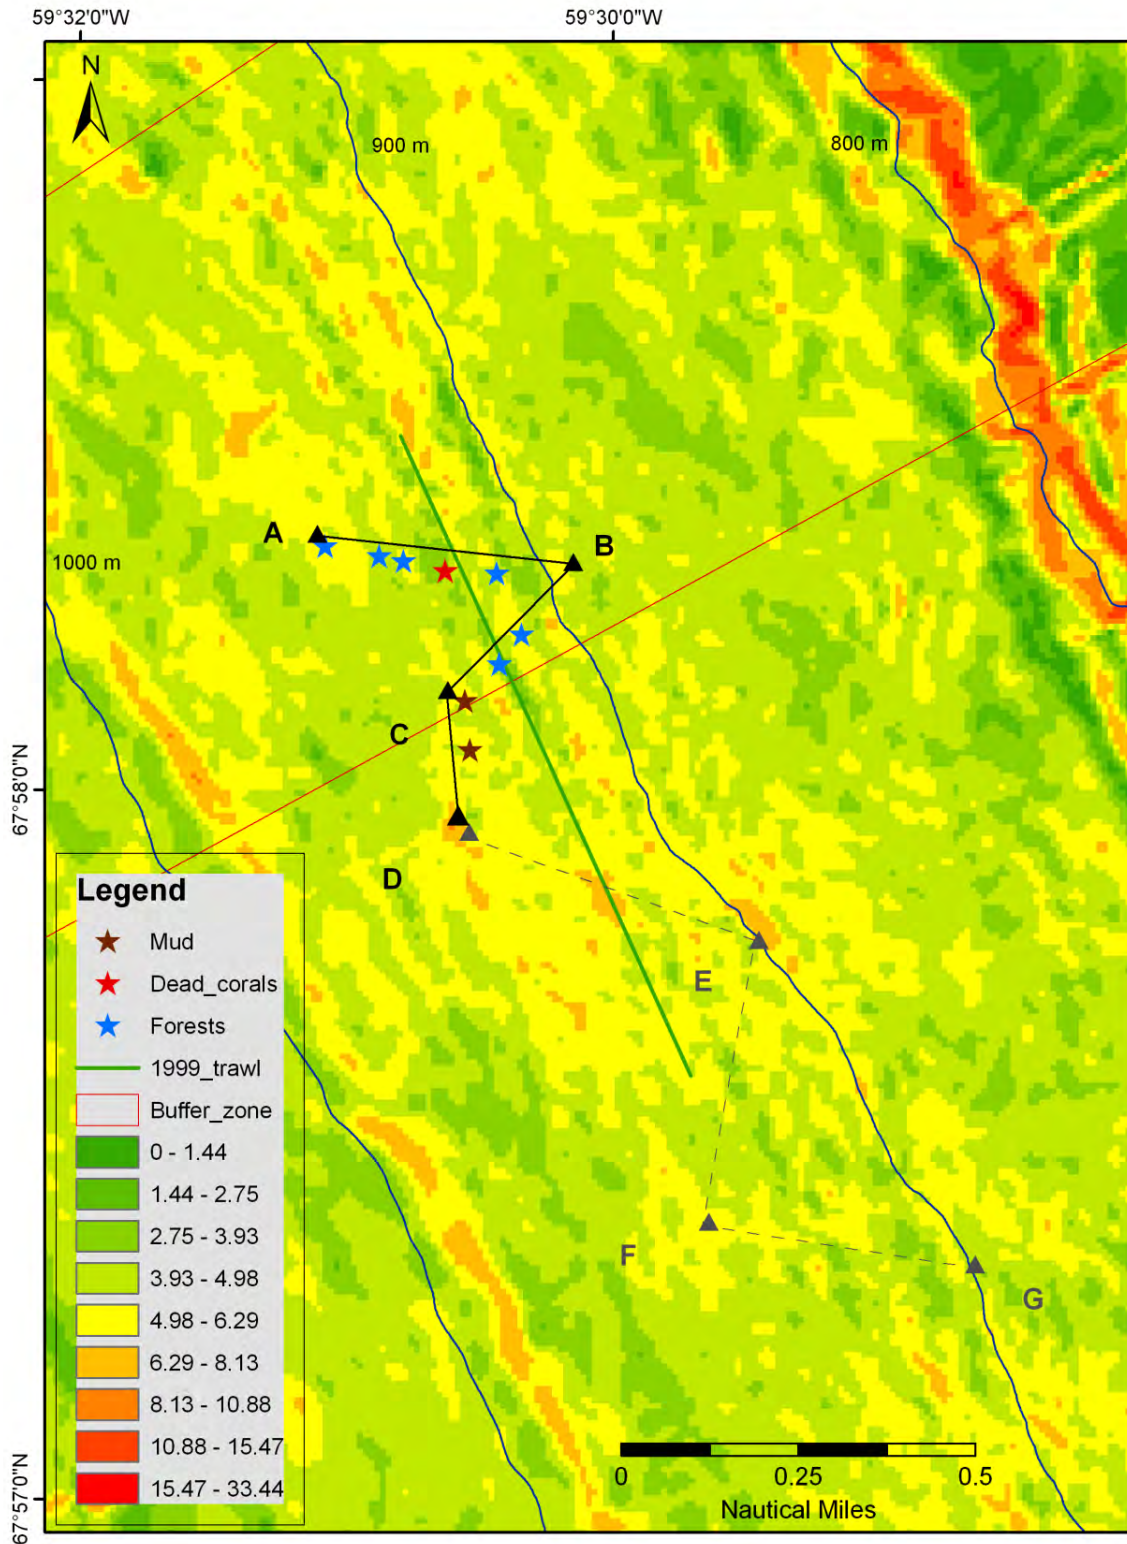 59°32'0"W
59°30'0"W
N
900 m
800 m
A
B
1000 m
C
67°58'0"N
D
Legend
Mud
Dead_corals
Forests
E
1999_trawl
Buffer_zone
0 - 1.44
1.44 - 2.75
2.75 - 3.93
F
3.93 - 4.98
G
4.98 - 6.29
6.29 - 8.13
8.13 - 10.88
10.88 - 15.47
15.47 - 33.44
0 0.25 0.5
Nautical Miles
67°57'0"N